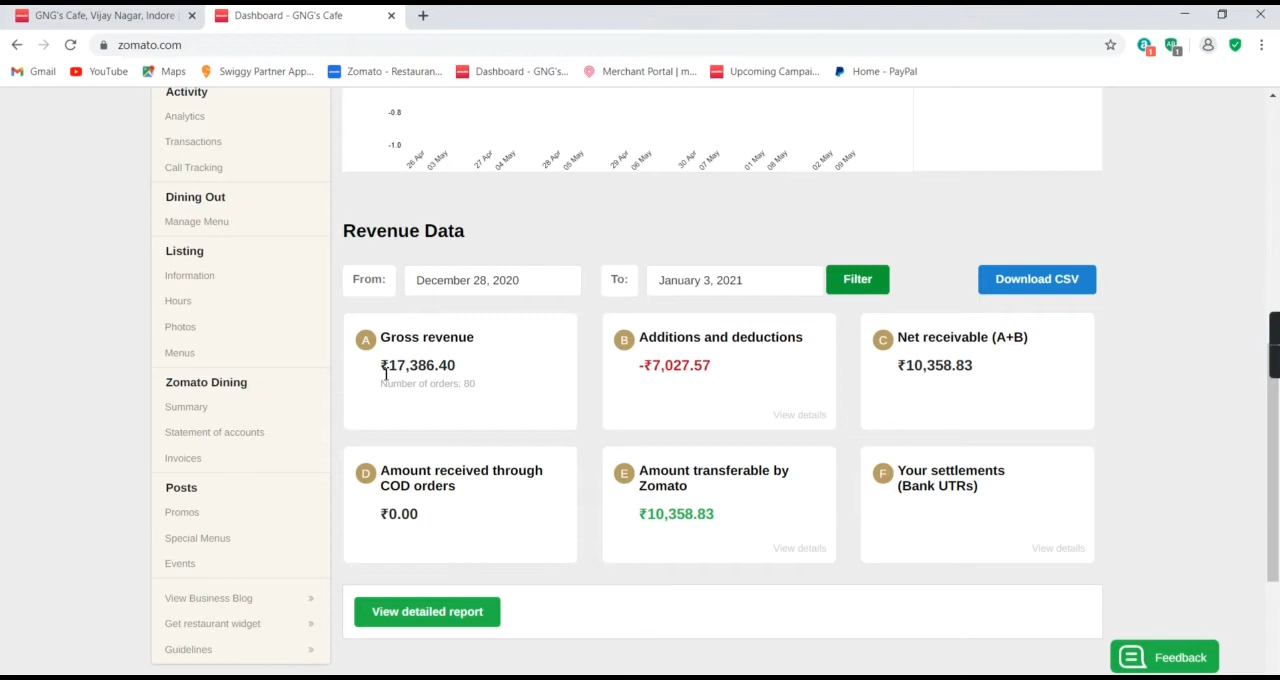 GNG's Cafe, Vijay Nagar, Indore
Dashboard - GNG's Cafe
zomato.com
Gmail
YouTube
Maps
Swiggy Partner App...
Zomato - Restauran...
Dashboard - GNG's...
Merchant Portal | m...
Upcoming Campai...
Home - PayPal
Activity
Analytics
Transactions
Call Tracking
Dining Out
Manage Menu
Listing
Information
Hours
Photos
Menus
Zomato Dining
Summary
Statement of accounts
Invoices
Posts
Promos
Special Menus
Events
View Business Blog »
Get restaurant widget »
Guidelines »
-0.8
-1.0
26 Apr
03 May
27 Apr
04 May
28 Apr
05 May
29 Apr
06 May
30 Apr
07 May
01 May
08 May
02 May
09 May
Revenue Data
From: December 28, 2020 To: January 3, 2021 Filter Download CSV
A Gross revenue
₹17,386.40
Number of orders: 80
B Additions and deductions
-₹7,027.57
View details
C Net receivable (A+B)
₹10,358.83
D Amount received through
COD orders
₹0.00
E Amount transferable by
Zomato
₹10,358.83
View details
F Your settlements
(Bank UTRs)
View details
View detailed report
Feedback